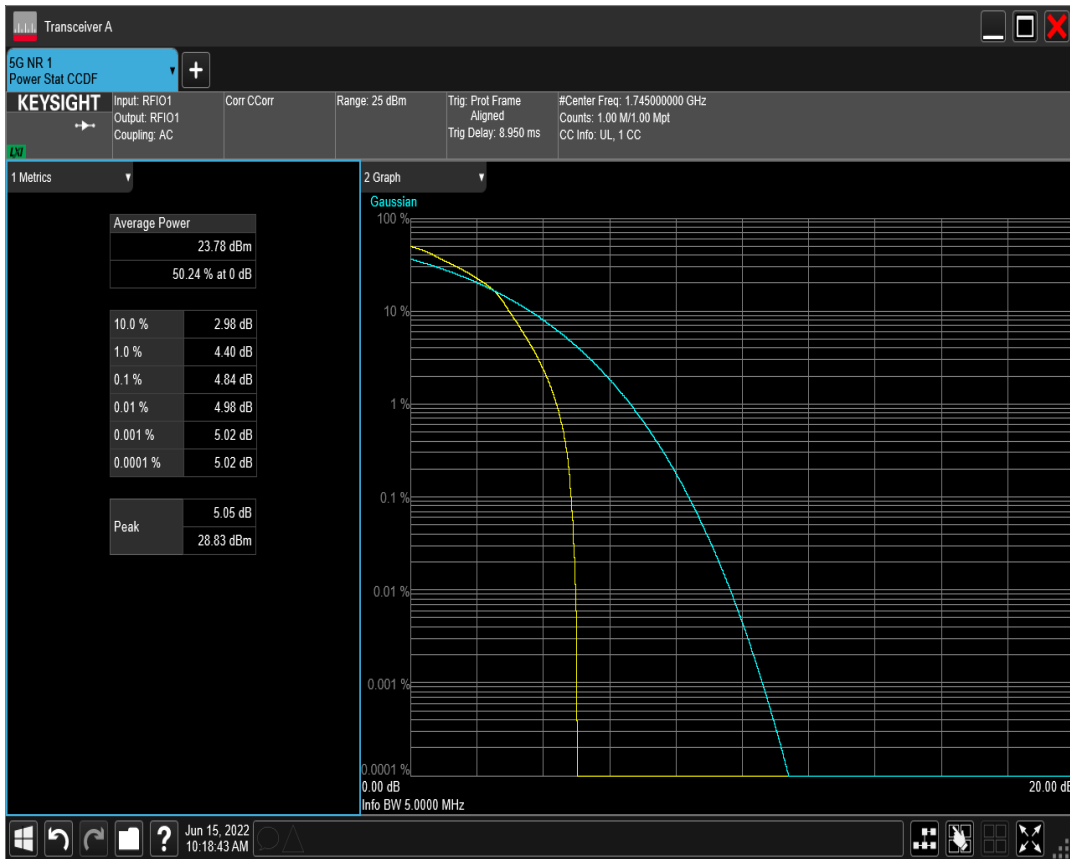 Transceiver A
5G NR 1
Power Stat CCDF
KEYSIGHT
LXI
Input: RFIO1
Output: RFIO1
Coupling: AC
Corr CCorr
Range: 25 dBm
Trig: Prot Frame
Aligned
Trig Delay: 8.950 ms
#Center Freq: 1.745000000 GHz
Counts: 1.00 M/1.00 Mpt
CC Info: UL, 1 CC
1 Metrics
Average Power
23.78 dBm
50.24 % at 0 dB
10.0 % 2.98 dB
1.0 % 4.40 dB
0.1 % 4.84 dB
0.01 % 4.98 dB
0.001 % 5.02 dB
0.0001 % 5.02 dB
Peak 5.05 dB
28.83 dBm
2 Graph
Gaussian
100 %
10 %
1 %
0.1 %
0.01 %
0.001 %
0.0001 %
0.00 dB 20.00 dB
Info BW 5.0000 MHz
Jun 15, 2022
10:18:43 AM